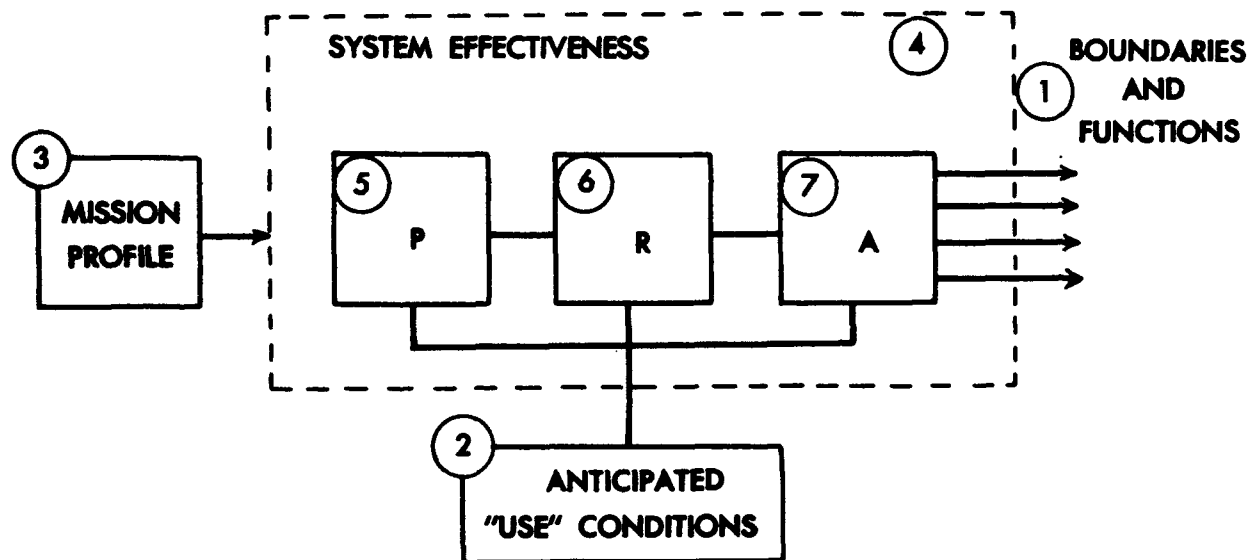 SYSTEM EFFECTIVENESS
4
BOUNDARIES
1
AND
FUNCTIONS
3
MISSION
PROFILE
5
P
6
R
7
A
2
ANTICIPATED
"USE" CONDITIONS